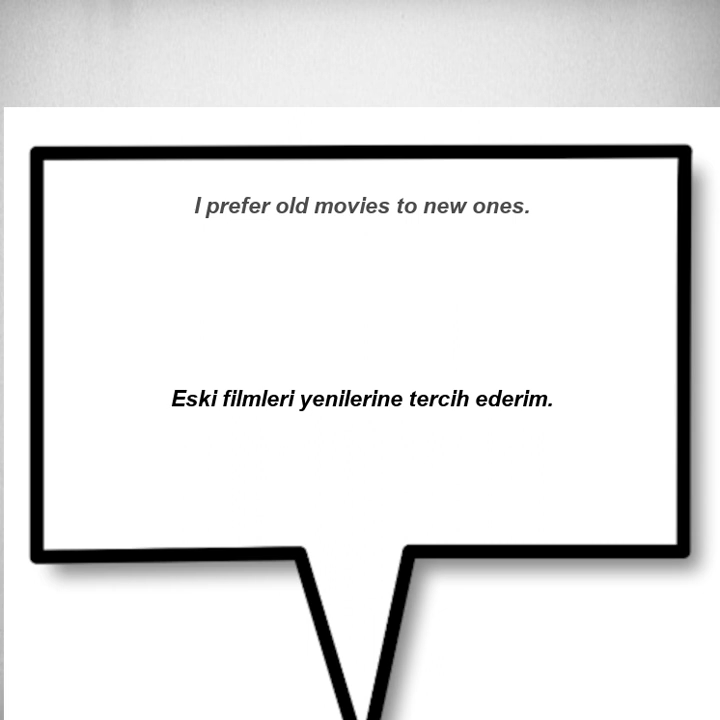 I prefer old movies to new ones.
Eski filmleri yenilerine tercih ederim.